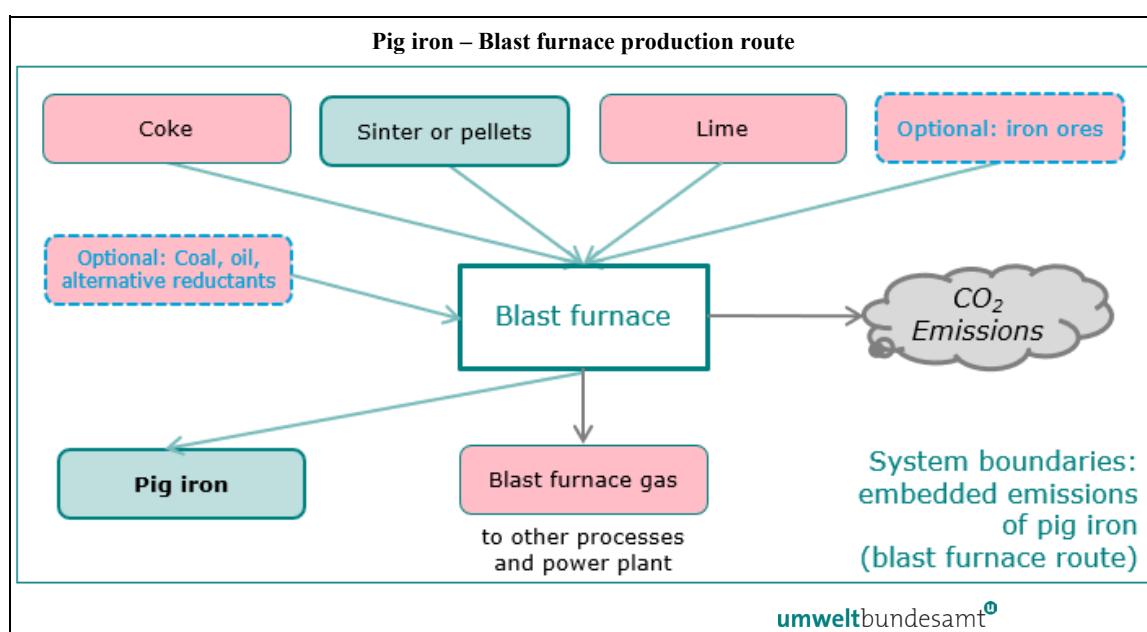 Pig iron – Blast furnace production route
Coke
Sinter or pellets
Lime
Optional: iron ores
Optional: Coal, oil,
alternative reductants
Blast furnace
CO₂
Emissions
Pig iron
Blast furnace gas
to other processes
and power plant
System boundaries:
embedded emissions
of pig iron
(blast furnace route)
umweltbundesamt ᵘ